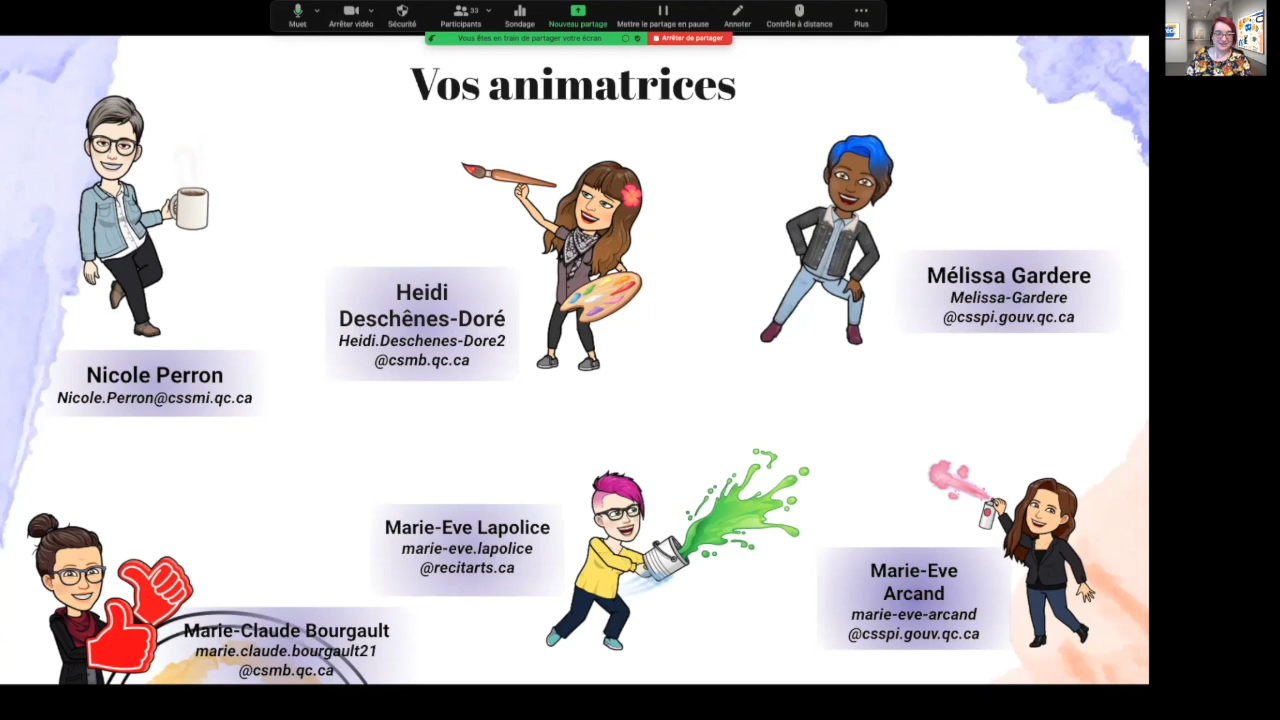 Muet
Arrêter vidéo
Sécurité
Participants
33
Sondage
Nouveau partage
Mettre le partage en pause
Annoter
Contrôle à distance
Plus
Vous êtes en train de partager votre écran
Arrêter de partager
Vos animatrices
Nicole Perron
Nicole.Perron@cssmi.qc.ca
Heidi
Deschênes-Doré
Heidi.Deschenes-Dore2
@csmb.qc.ca
Mélissa Gardere
Melissa-Gardere
@csspi.gouv.qc.ca
Marie-Claude Bourgault
marie.claude.bourgault21
@csmb.qc.ca
Marie-Eve Lapolice
marie-eve.lapolice
@recitarts.ca
Marie-Eve
Arcand
marie-eve-arcand
@csspi.gouv.qc.ca